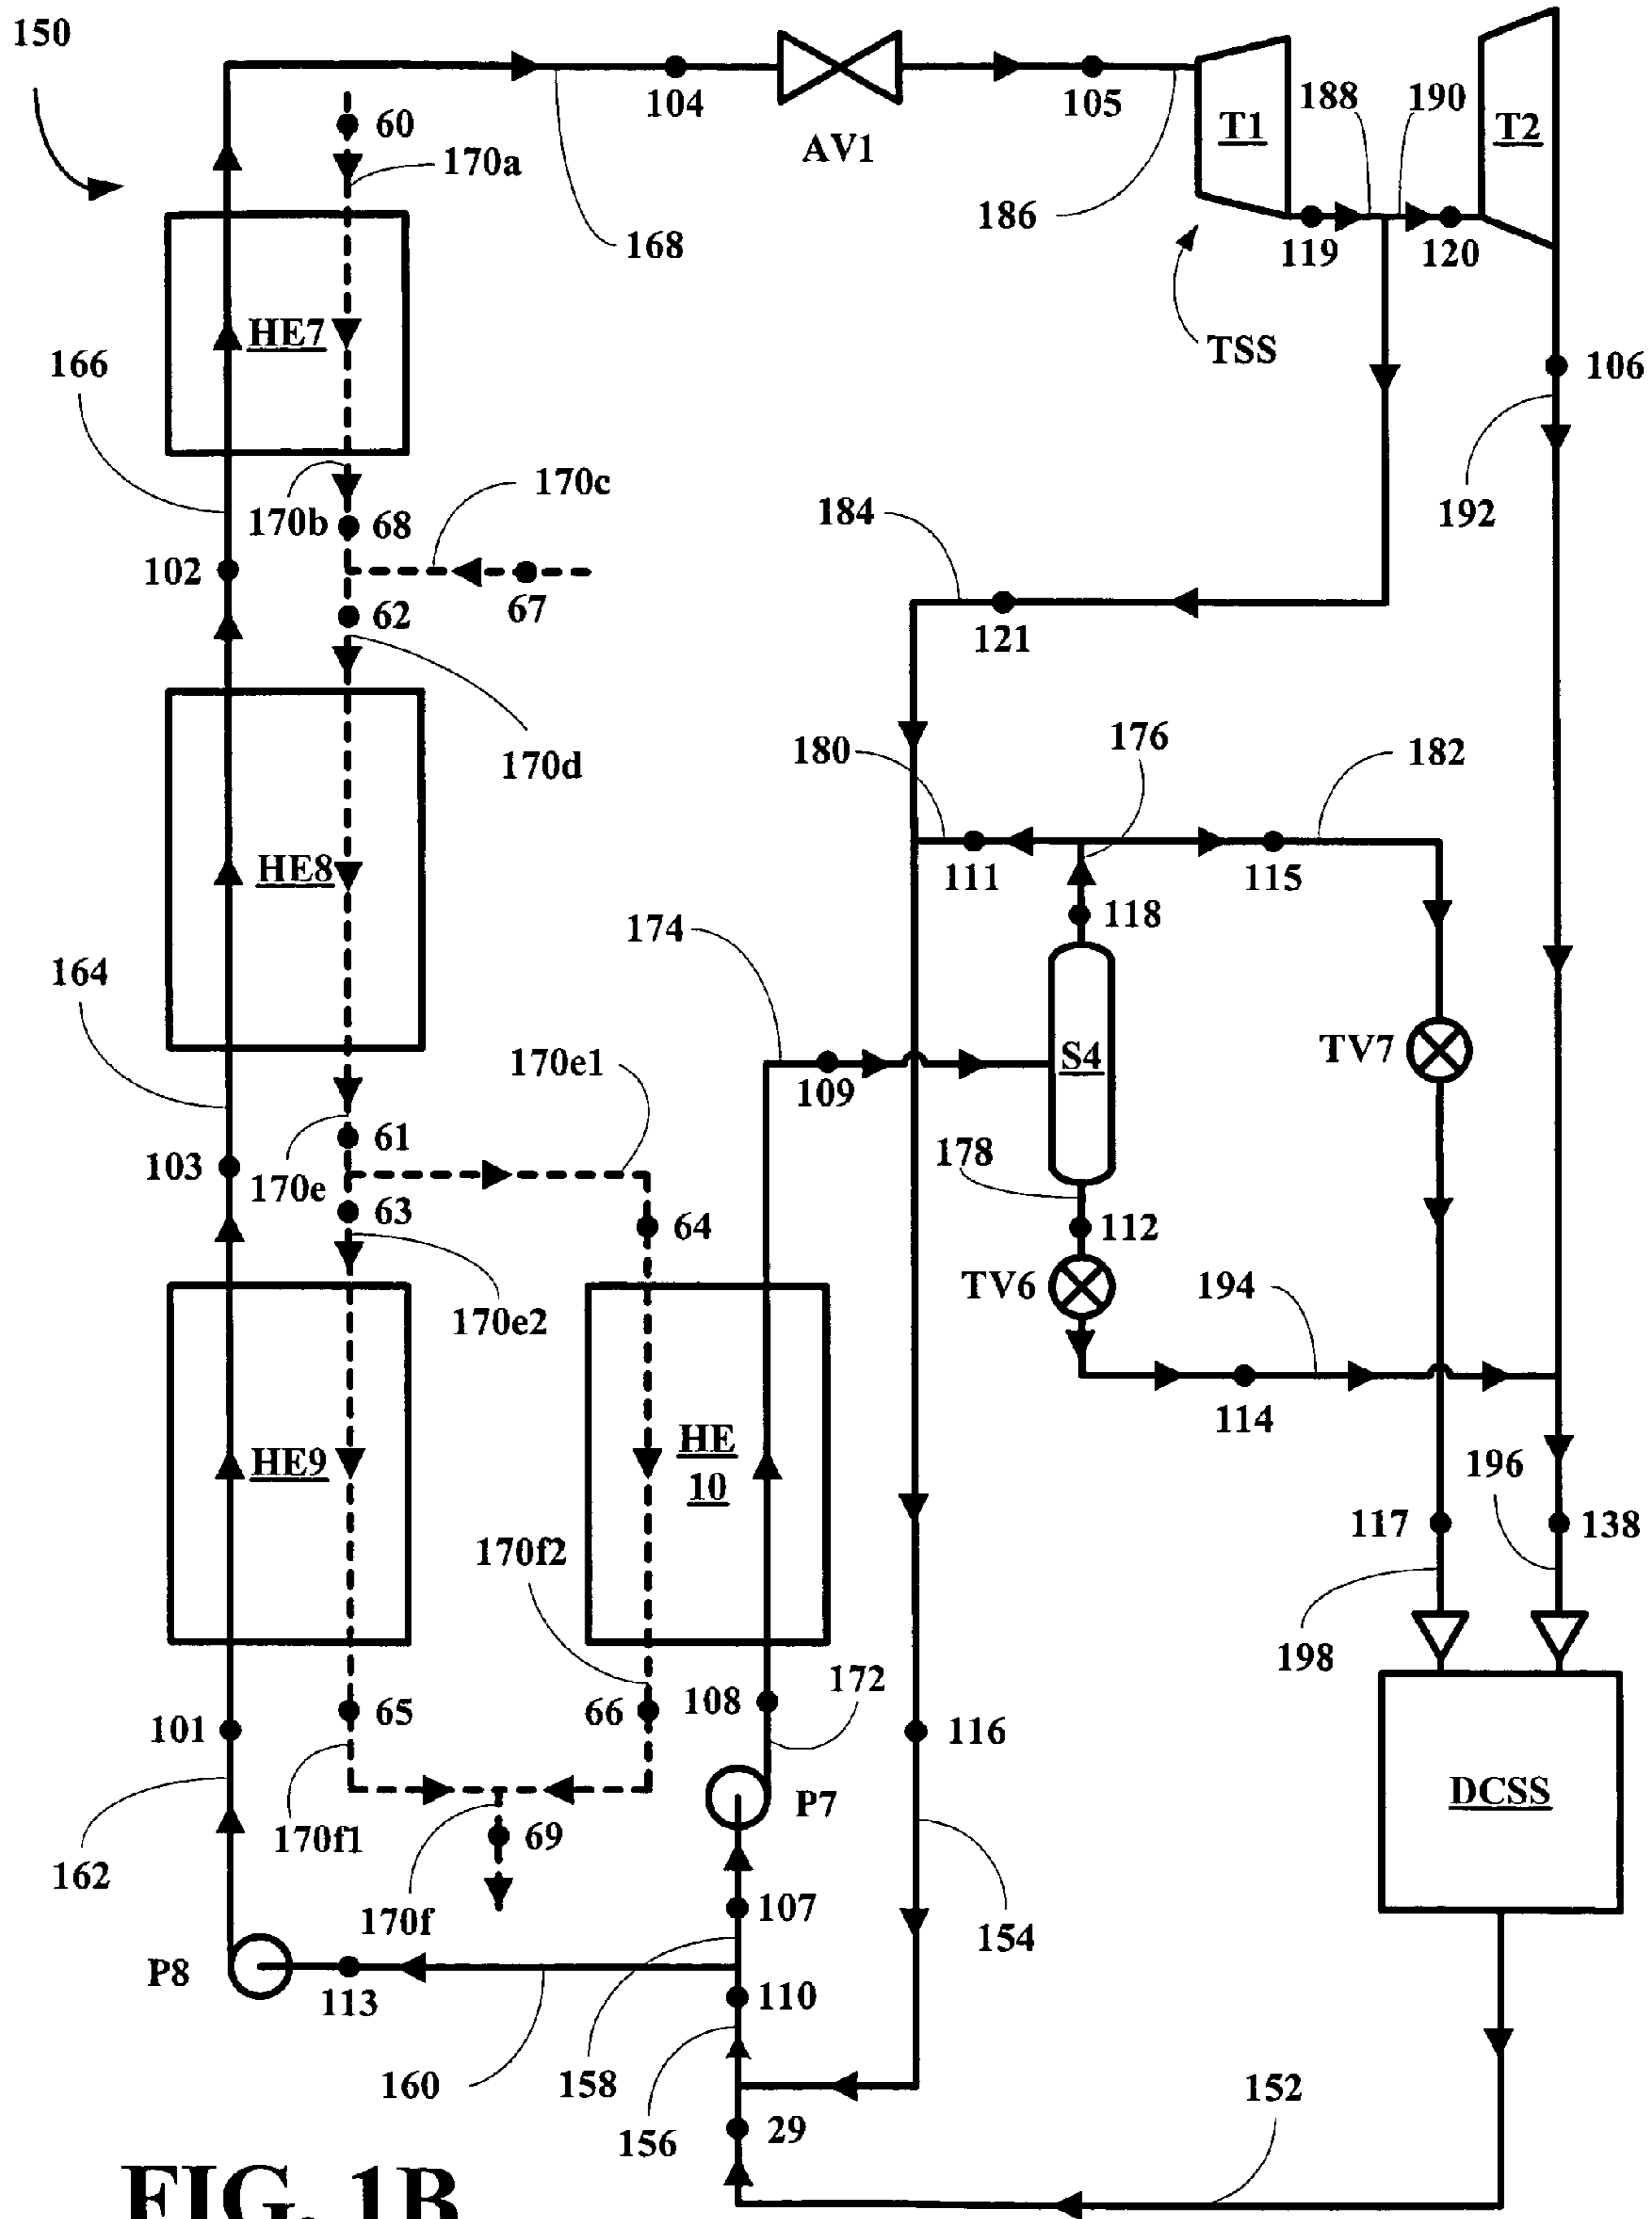 150
104
AV1
105
T1
188
190
T2
60
170a
168
186
119
120
TSS
HE7
166
106
170b
68
170c
184
192
102
67
62
121
170d
180
176
182
HE8
111
115
118
174
164
TV7
S4
109
170e1
178
61
103
170e
63
64
112
TV6
194
170e2
114
HE9
HE
10
196
170f2
117
138
198
172
108
101
65
66
116
P7
DCSS
170f1
69
162
170f
107
154
P8
113
110
160
158
152
156
29
FIG. 1B